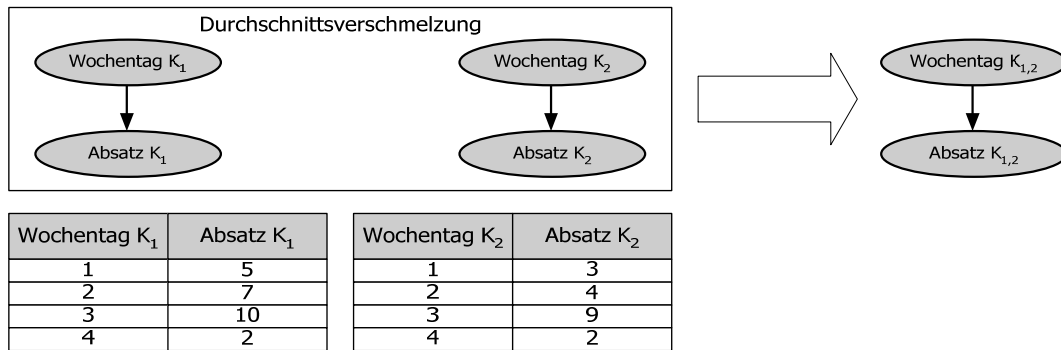 Durchschnittsverschmelzung
Wochentag K1 Wochentag K2 Wochentag K1,2
Absatz K1 Absatz K2 Absatz K1,2
Wochentag K1 Absatz K1 Wochentag K2 Absatz K2
1 5 1 3
2 7 2 4
3 10 3 9
4 2 4 2